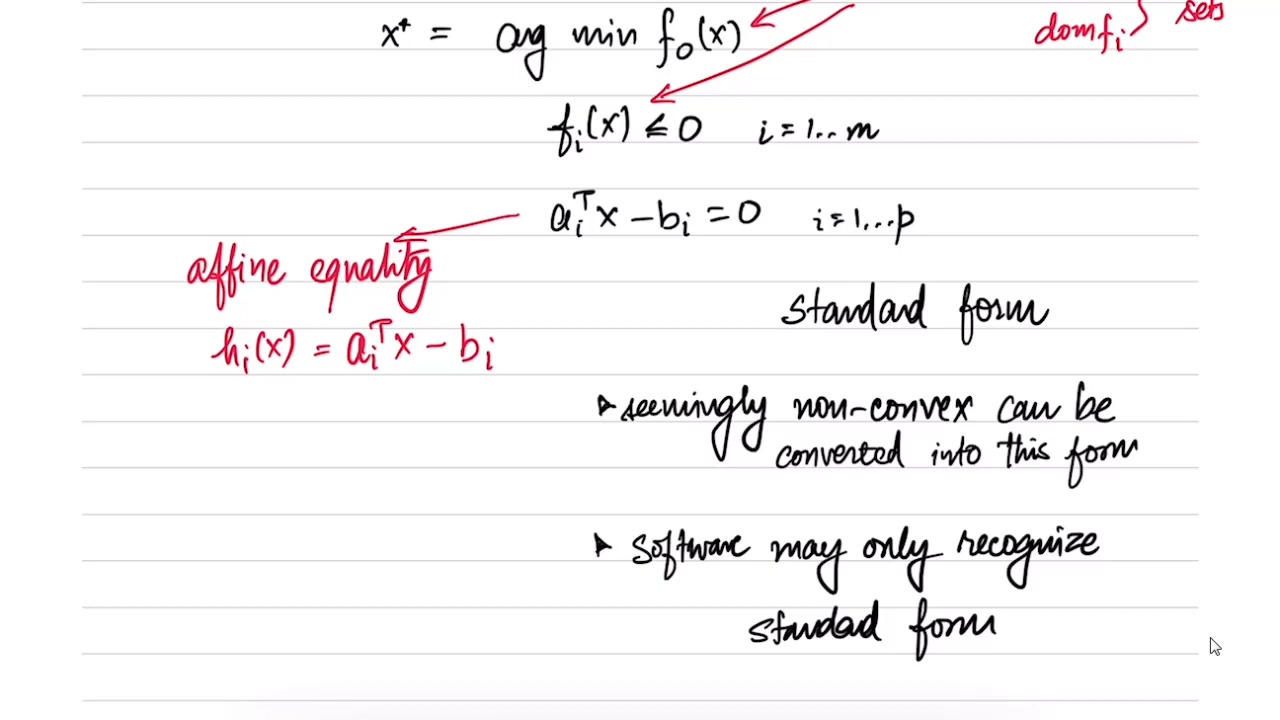 x* = arg min f₀(x)
domfᵢ } sets
fᵢ(x) ≤ 0 i = 1..m
aᵢᵀx − bᵢ = 0 i = 1...p
affine equality
hᵢ(x) = aᵢᵀx − bᵢ
standard form
▸ seemingly non-convex can be
converted into this form
▸ software may only recognize
standard form